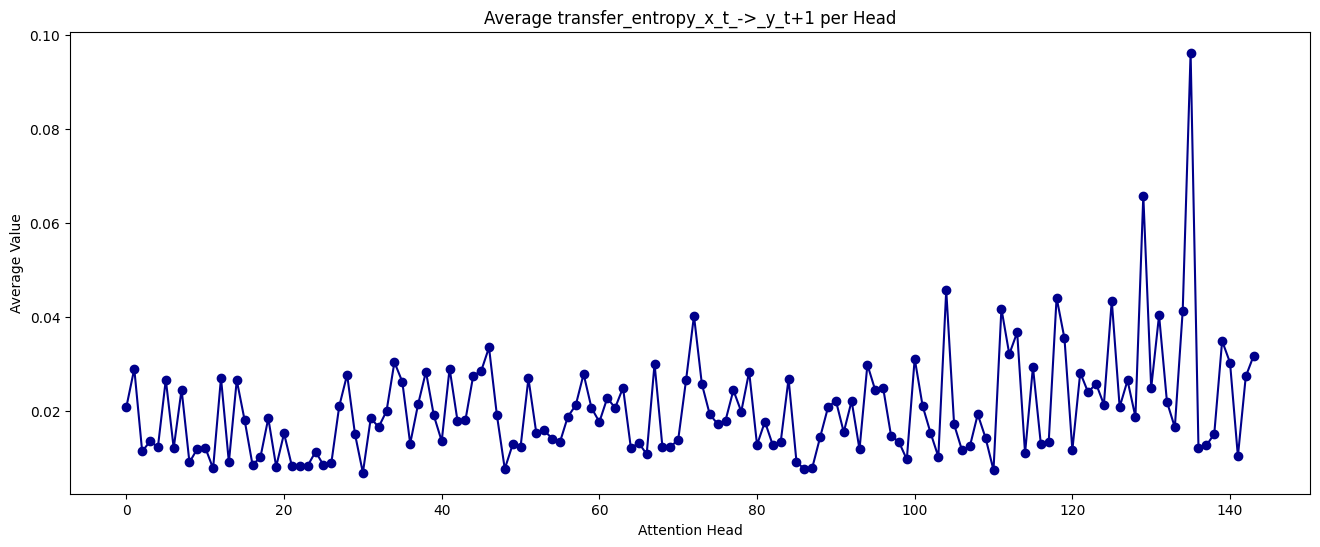 Average transfer_entropy_x_t_->_y_t+1 per Head
0.10
0.08
0.06
0.04
0.02
Average Value
0 20 40 60 80 100 120 140
Attention Head